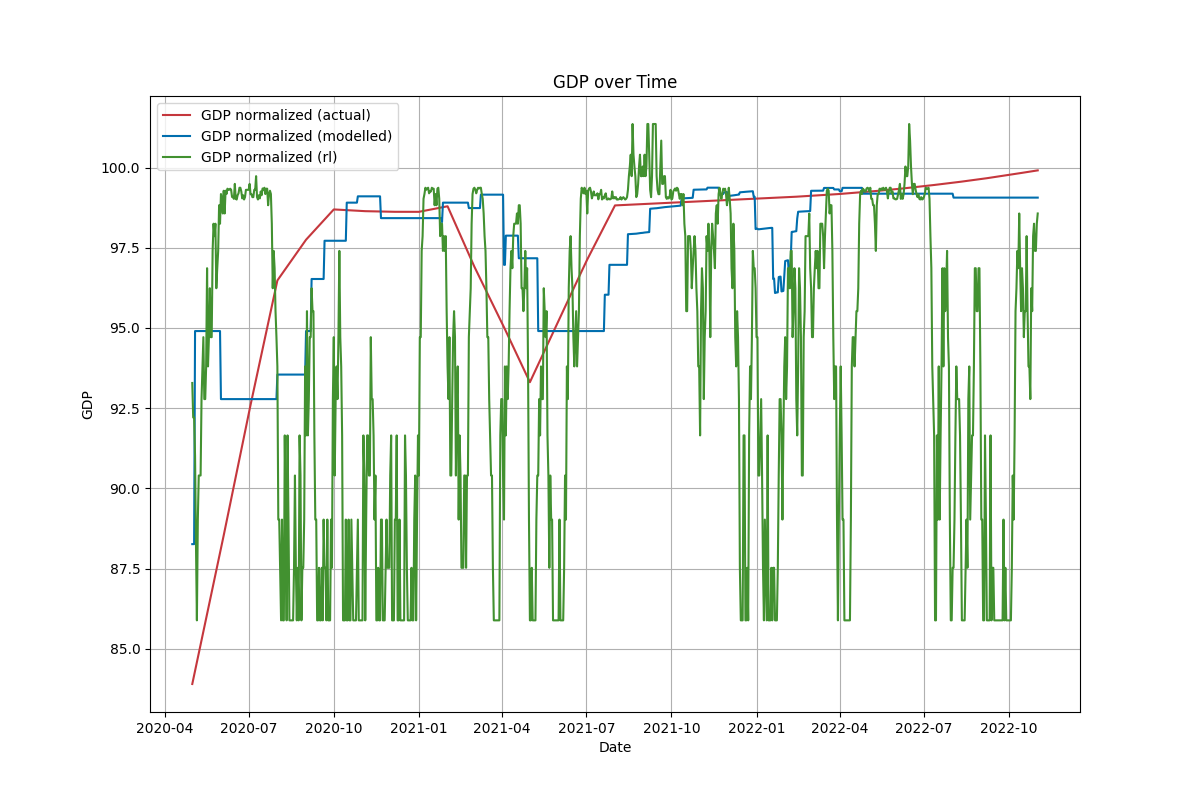 GDP over Time
GDP normalized (actual)
GDP normalized (modelled)
GDP normalized (rl)
100.0
97.5
95.0
92.5
90.0
87.5
85.0
GDP
2020-04 2020-07 2020-10 2021-01 2021-04 2021-07 2021-10 2022-01 2022-04 2022-07 2022-10
Date